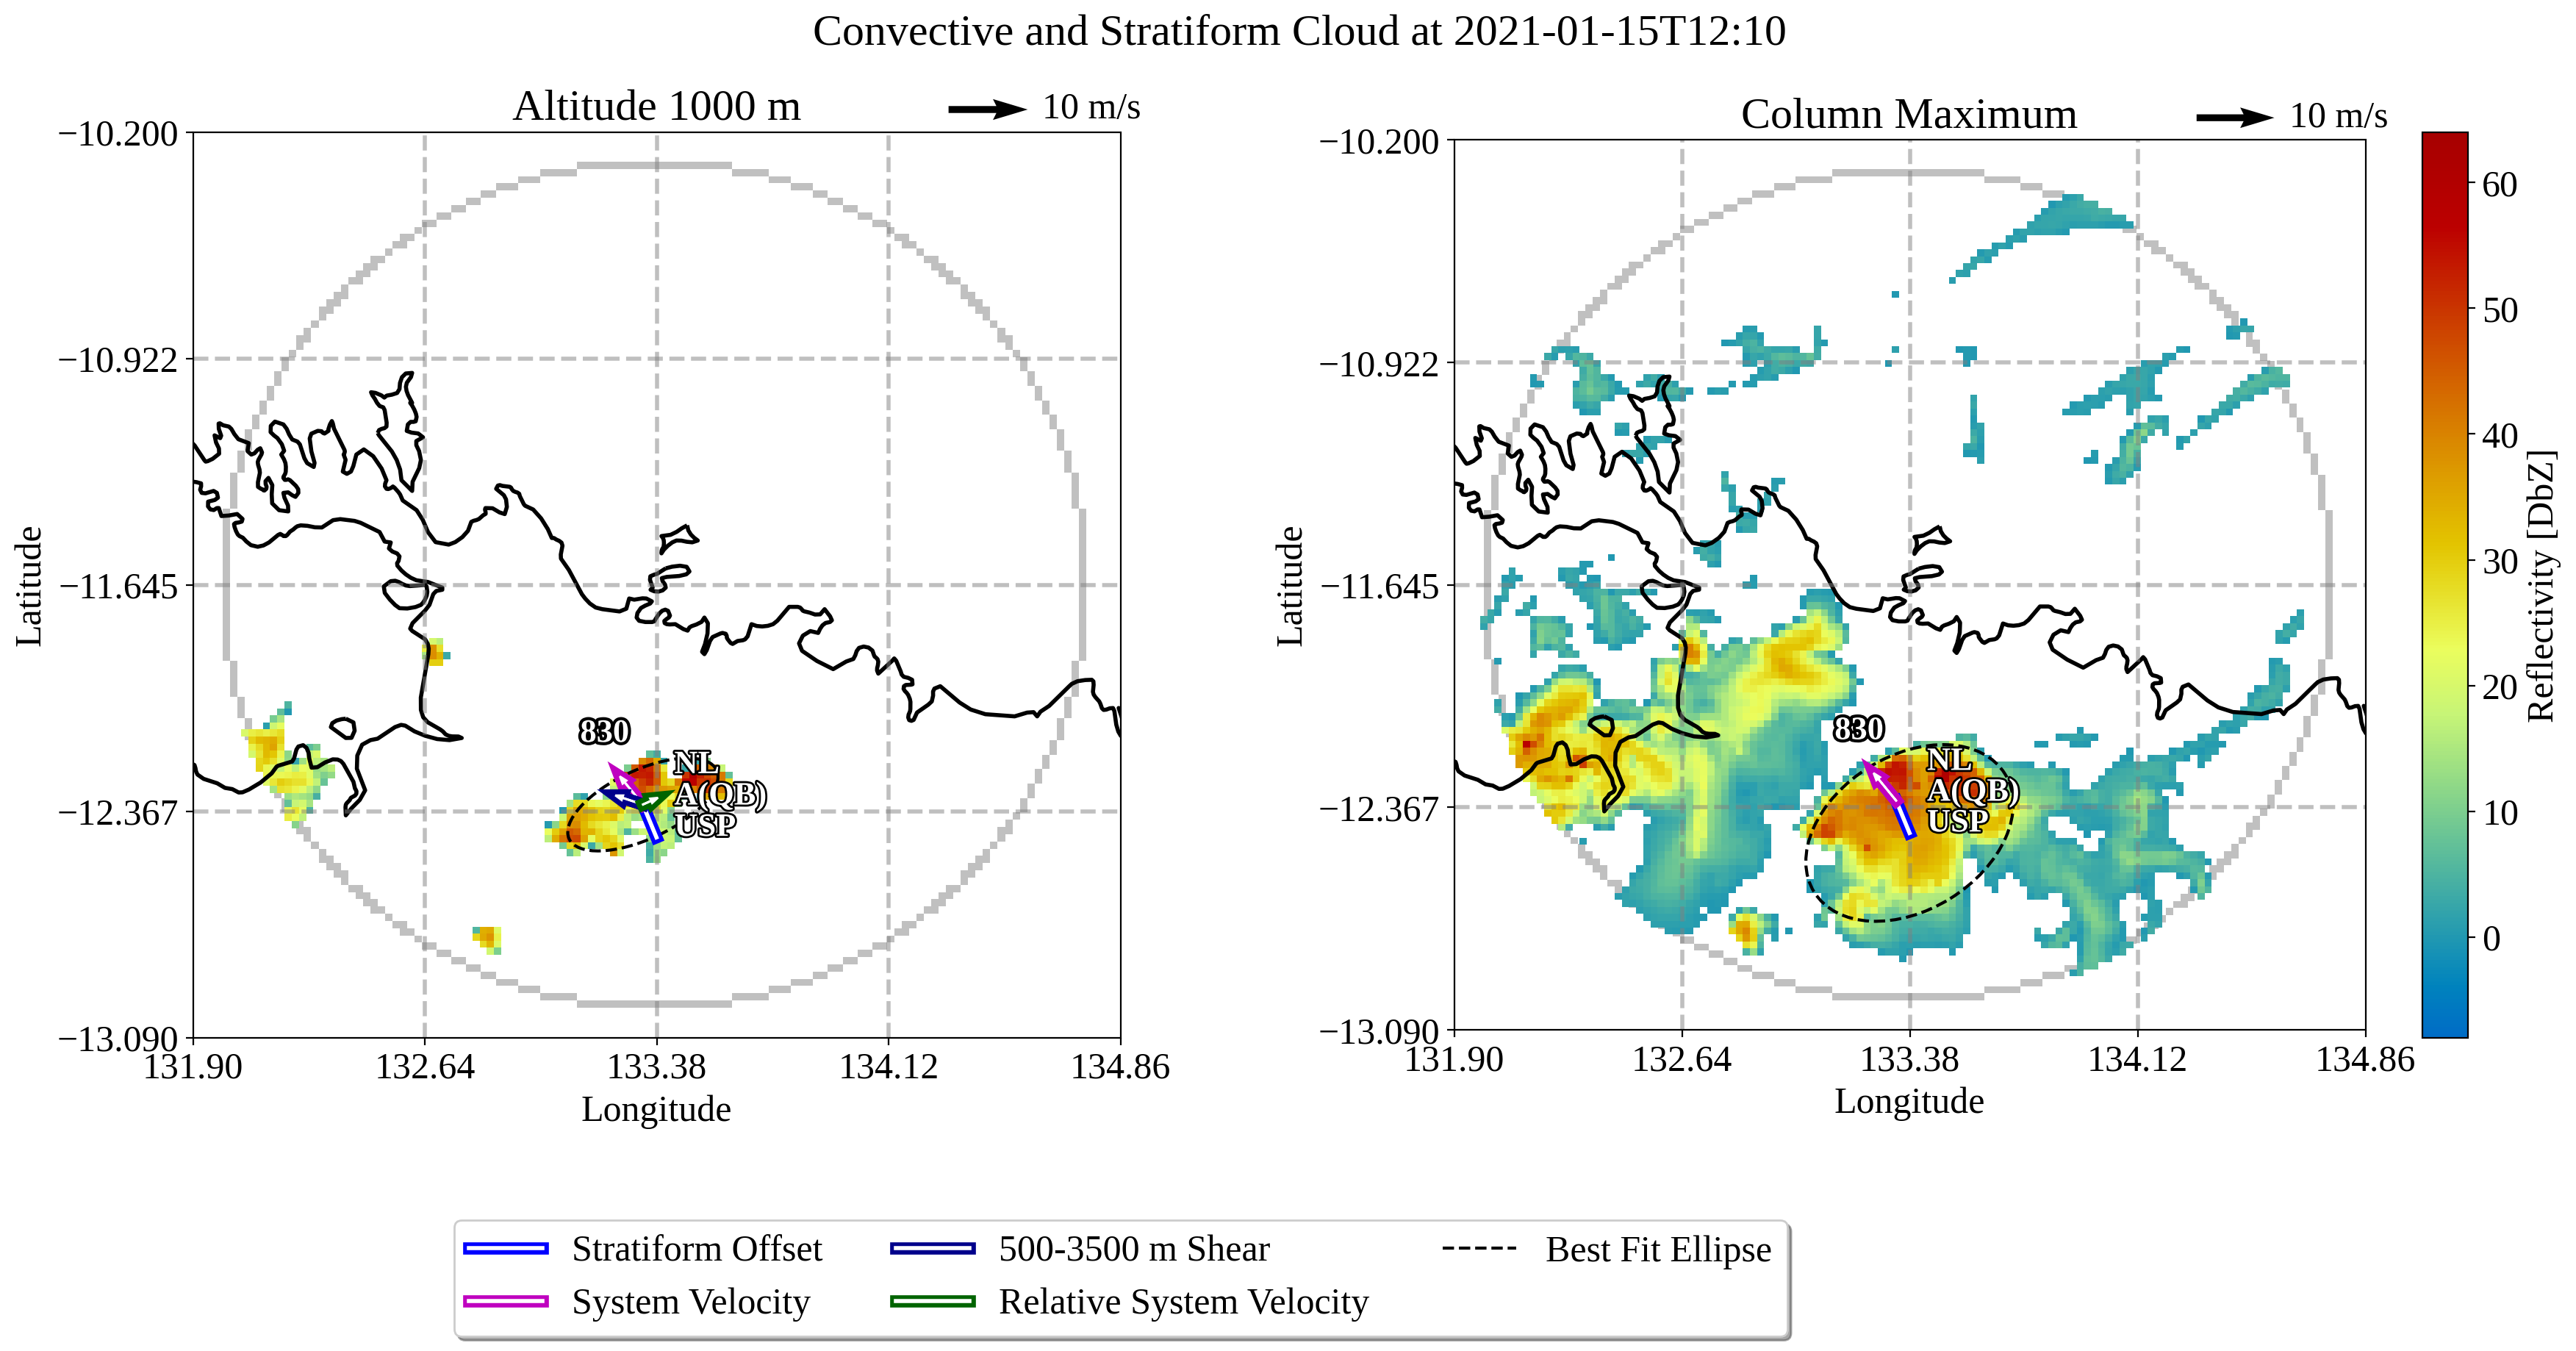 Convective and Stratiform Cloud at 2021-01-15T12:10
Altitude 1000 m
10 m/s
−10.200
−10.922
−11.645
−12.367
−13.090
131.90
132.64
133.38
134.12
134.86
Latitude
Longitude
830
NL
A(QB)
USP
Column Maximum
10 m/s
−10.200
−10.922
−11.645
−12.367
−13.090
131.90
132.64
133.38
134.12
134.86
Latitude
Longitude
830
NL
A(QB)
USP
60
50
40
30
20
10
0
Reflectivity [DbZ]
Stratiform Offset
System Velocity
500-3500 m Shear
Relative System Velocity
Best Fit Ellipse